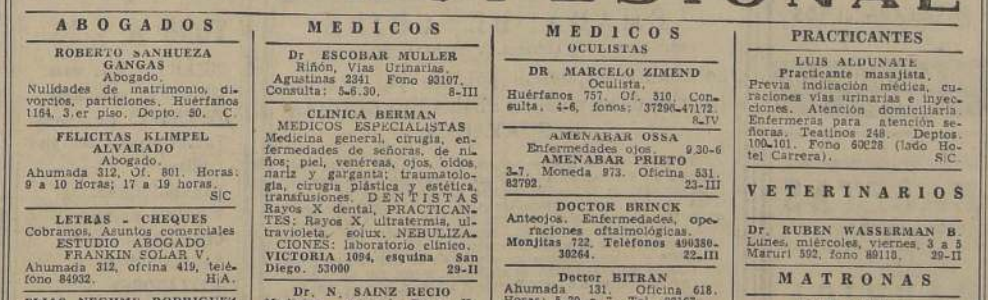 ABOGADOS
ROBERTO SANHUEZA
GANGAS
Abogado.
Nulidades de matrimonio, di-
vorcios, particiones. Huérfanos
1164, 3.er piso. Depto. 50. C.
FELICITAS KLIMPEL
ALVARADO
Abogado.
Ahumada 312, Of. 801. Horas:
9 a 10 horas; 17 a 19 horas.
S|C
LETRAS - CHEQUES
Cobramos. Asuntos comerciales
ESTUDIO ABOGADO
FRANKIN SOLAR V.
Ahumada 312, ofcina 419, telé-
fono 84932. H|A.
MEDICOS
Dr ESCOBAR MULLER
Riñón, Vías Urinarias.
Agustinas 2341 Fono 93107.
Consulta: 5-6.30. 8-III
CLINICA BERMAN
MEDICOS ESPECIALISTAS
Medicina general, cirugía, en-
fermedades de señoras, de ni-
ños; piel, venéreas, ojos, oídos,
nariz y garganta; traumatolo-
gía, cirugía plástica y estética,
transfusiones. DENTISTAS
Rayos X dental, PRACTICAN-
TES: Rayos X, ultratermia, ul-
travioleta, solux. NEBULIZA-
CIONES: laboratorio clínico.
VICTORIA 1094, esquina San
Diego. 53000 29-II
Dr. N. SAINZ RECIO
MEDICOS
OCULISTAS
DR. MARCELO ZIMEND
Oculista.
Huérfanos 757, Of. 510, Con-
sulta, 4-6, fonos: 37296-47172.
8-IV
AMENABAR OSSA
Enfermedades ojos. 9.30-6
AMENABAR PRIETO
3-7. Moneda 973. Oficina 531.
82792. 23-III
DOCTOR BRINCK
Anteojos. Enfermedades, ope-
raciones oftalmológicas.
Monjitas 722, Teléfonos 490380-
30264. 22-III
Doctor BITRAN
Ahumada 131. Oficina 618.
PRACTICANTES
LUIS ALDUNATE
Practicante masajista.
Previa indicación médica, cu-
raciones vías urinarias e inyec-
ciones. Atención domiciliaria.
Enfermeras para atención se-
ñoras. Teatinos 248. Deptos.
100-101. Fono 60228 (lado Ho-
tel Carrera). S|C.
VETERINARIOS
Dr. RUBEN WASSERMAN B.
Lunes, miércoles, viernes, 3 a 5
Maruri 592, fono 89118. 29-II
MATRONAS